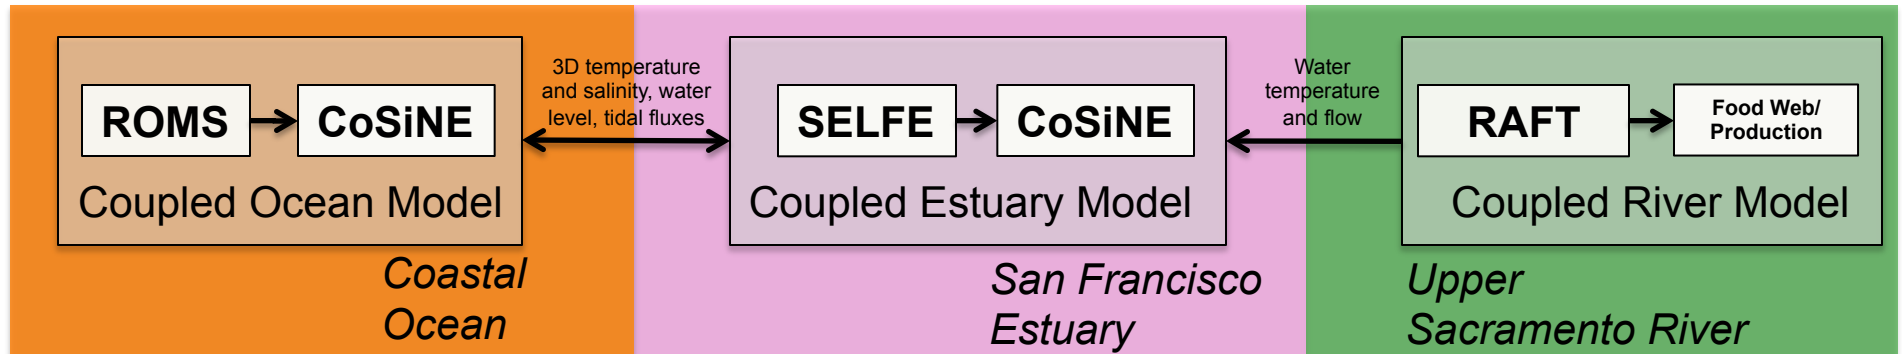 ROMS
CoSiNE
Coupled Ocean Model
Coastal
Ocean
3D temperature
and salinity, water
level, tidal fluxes
SELFE
CoSiNE
Coupled Estuary Model
San Francisco
Estuary
Water
temperature
and flow
RAFT
Food Web/
Production
Coupled River Model
Upper
Sacramento River